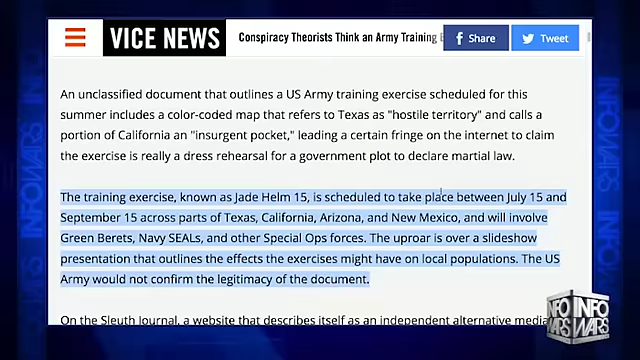 VICE NEWS
Conspiracy Theorists Think an Army Training
Share
Tweet
An unclassified document that outlines a US Army training exercise scheduled for this
summer includes a color-coded map that refers to Texas as "hostile territory" and calls a
portion of California an "insurgent pocket," leading a certain fringe on the internet to claim
the exercise is really a dress rehearsal for a government plot to declare martial law.
The training exercise, known as Jade Helm 15, is scheduled to take place between July 15 and
September 15 across parts of Texas, California, Arizona, and New Mexico, and will involve
Green Berets, Navy SEALs, and other Special Ops forces. The uproar is over a slideshow
presentation that outlines the effects the exercises might have on local populations. The US
Army would not confirm the legitimacy of the document.
On the Sleuth Journal, a website that describes itself as an independent alternative media
INFO INFO
WARS WARS
INFOWARS
INFOWARS